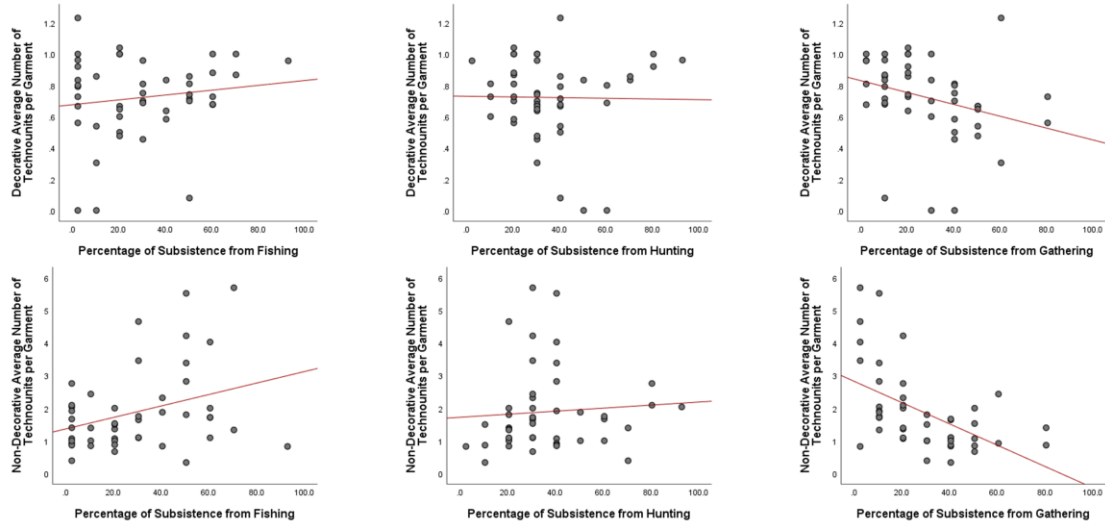 Decorative Average Number of
Technounits per Garment
1.2
1.0
.8
.6
.4
.2
.0
.0 20.0 40.0 60.0 80.0 100.0
Percentage of Subsistence from Fishing
Decorative Average Number of
Technounits per Garment
1.2
1.0
.8
.6
.4
.2
.0
.0 20.0 40.0 60.0 80.0 100.0
Percentage of Subsistence from Hunting
Decorative Average Number of
Technounits per Garment
1.2
1.0
.8
.6
.4
.2
.0
.0 20.0 40.0 60.0 80.0 100.0
Percentage of Subsistence from Gathering
Non-Decorative Average Number of
Technounits per Garment
6
5
4
3
2
1
0
.0 20.0 40.0 60.0 80.0 100.0
Percentage of Subsistence from Fishing
Non-Decorative Average Number of
Technounits per Garment
6
5
4
3
2
1
0
.0 20.0 40.0 60.0 80.0 100.0
Percentage of Subsistence from Hunting
Non-Decorative Average Number of
Technounits per Garment
6
5
4
3
2
1
0
.0 20.0 40.0 60.0 80.0 100.0
Percentage of Subsistence from Gathering